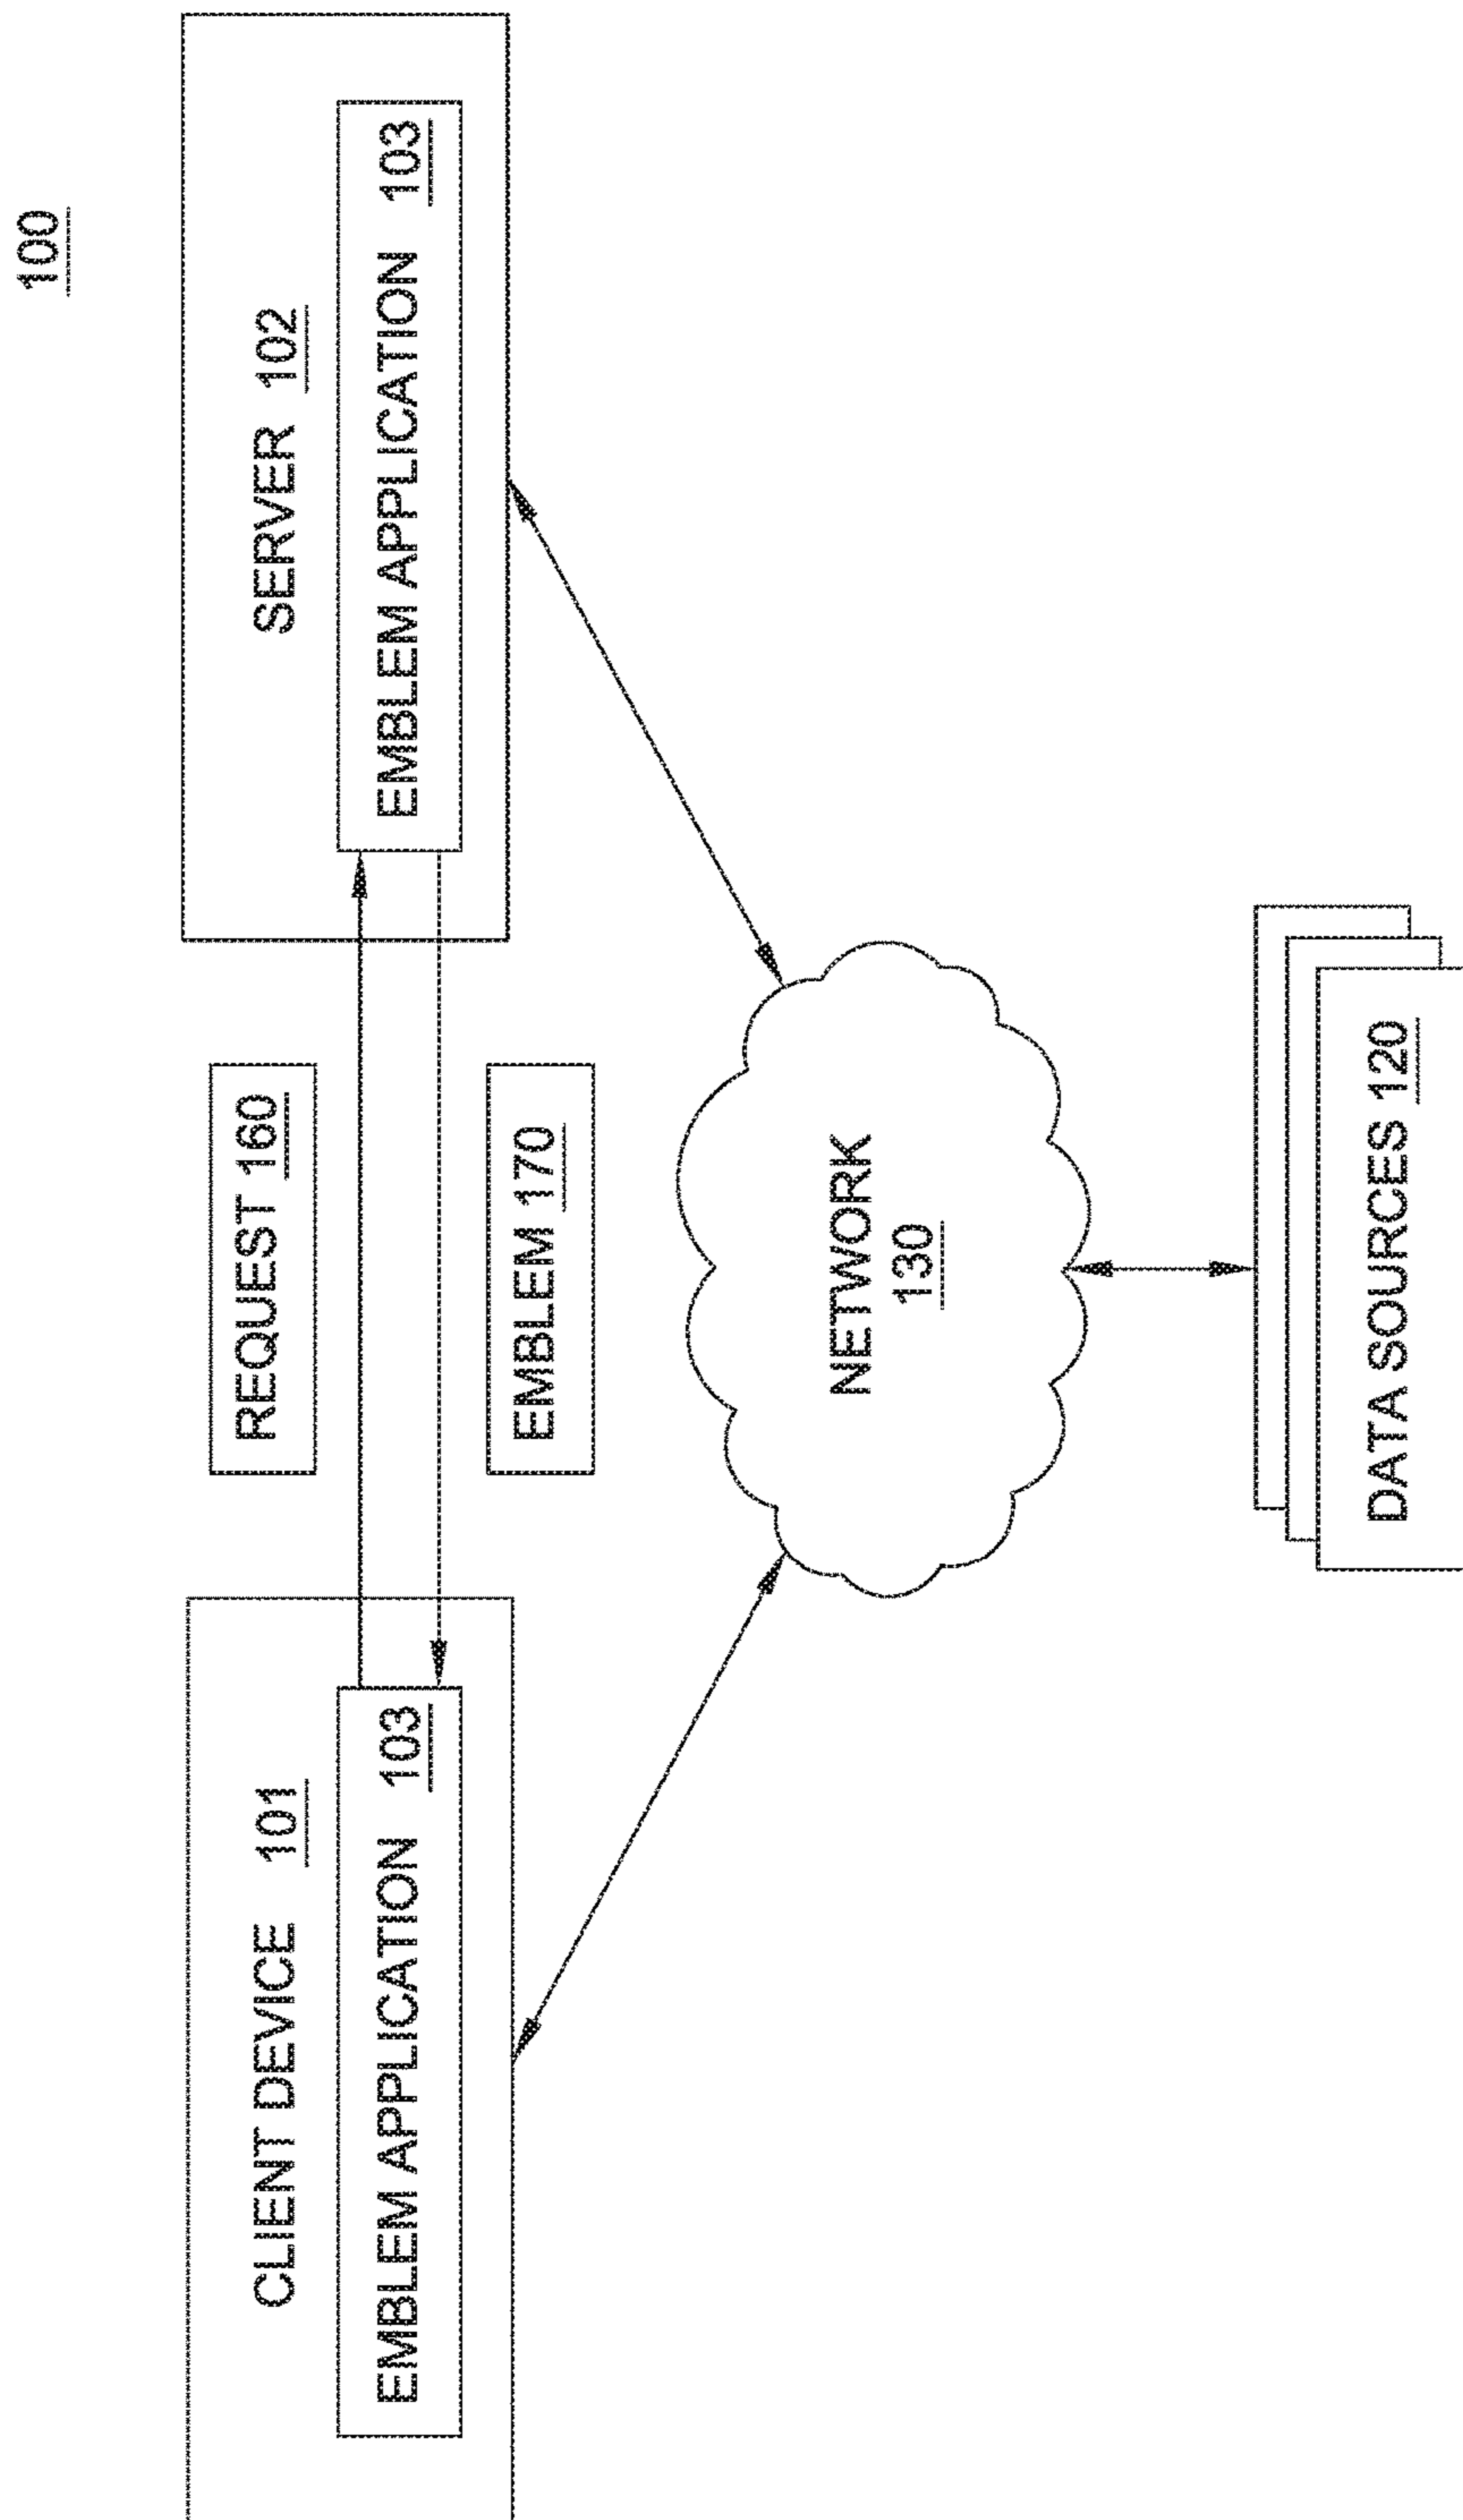 100
CLIENT DEVICE 101
EMBLEM APPLICATION 103
REQUEST 160
EMBLEM 170
SERVER 102
EMBLEM APPLICATION 103
NETWORK
130
DATA SOURCES 120